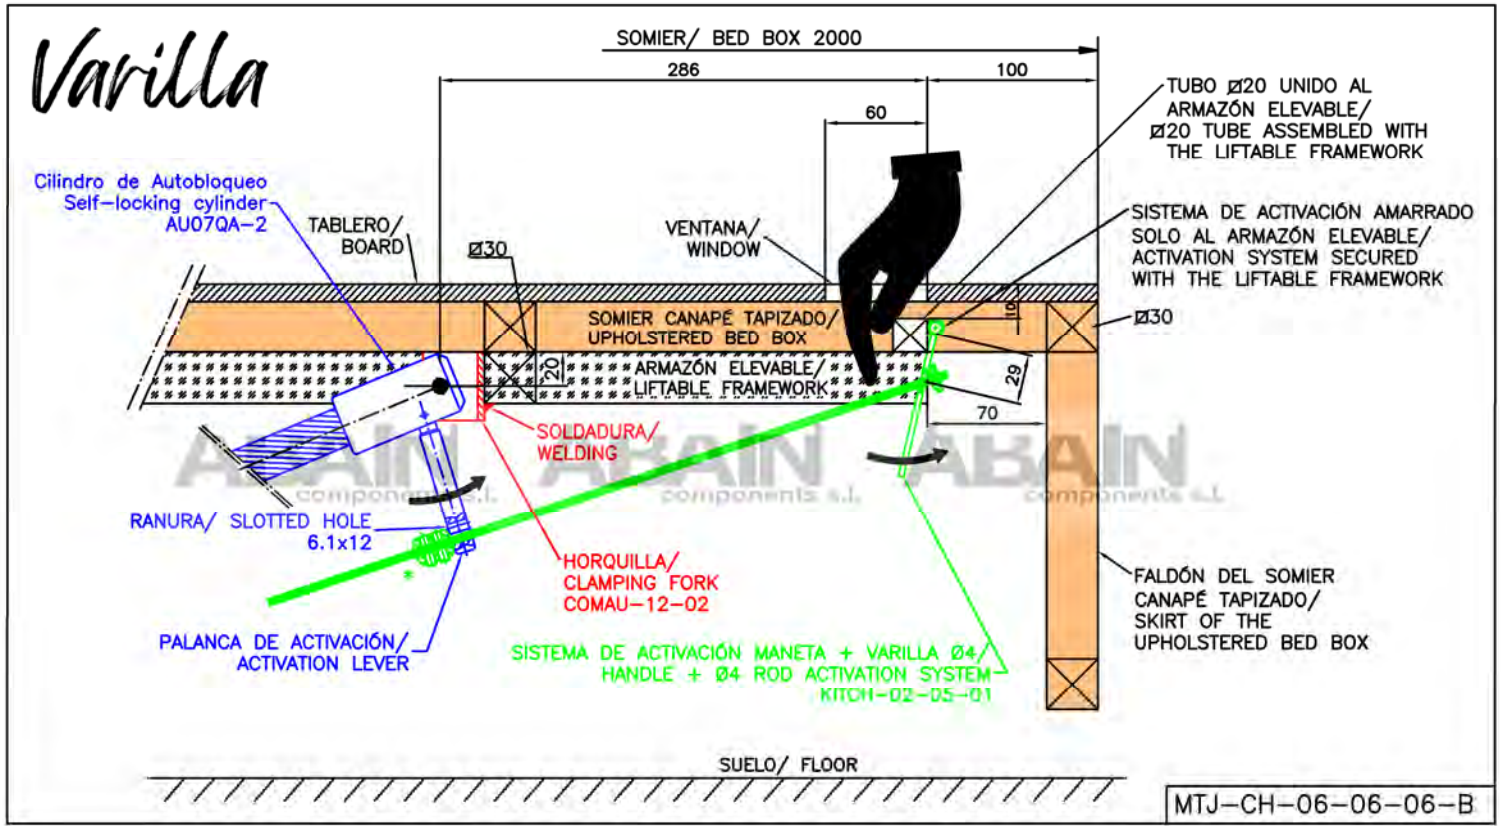 Varilla
SOMIER/ BED BOX 2000
286
100
60
TUBO ⌀20 UNIDO AL
ARMAZÓN ELEVABLE/
⌀20 TUBE ASSEMBLED WITH
THE LIFTABLE FRAMEWORK
Cilindro de Autobloqueo
Self-locking cylinder
AU07QA-2
TABLERO/
BOARD
⌀30
VENTANA/
WINDOW
SISTEMA DE ACTIVACIÓN AMARRADO
SOLO AL ARMAZÓN ELEVABLE/
ACTIVATION SYSTEM SECURED
WITH THE LIFTABLE FRAMEWORK
10
SOMIER CANAPÉ TAPIZADO/
UPHOLSTERED BED BOX
⌀30
20
ARMAZÓN ELEVABLE/
LIFTABLE FRAMEWORK
29
70
SOLDADURA/
WELDING
ABAIN
components s.l.
ABAIN
components s.l.
ABAIN
components s.l.
RANURA/ SLOTTED HOLE
6.1x12
*
HORQUILLA/
CLAMPING FORK
COMAU-12-02
FALDÓN DEL SOMIER
CANAPÉ TAPIZADO/
SKIRT OF THE
UPHOLSTERED BED BOX
PALANCA DE ACTIVACIÓN/
ACTIVATION LEVER
SISTEMA DE ACTIVACIÓN MANETA + VARILLA Ø4/
HANDLE + Ø4 ROD ACTIVATION SYSTEM
KITCH-02-05-01
SUELO/ FLOOR
MTJ-CH-06-06-06-B